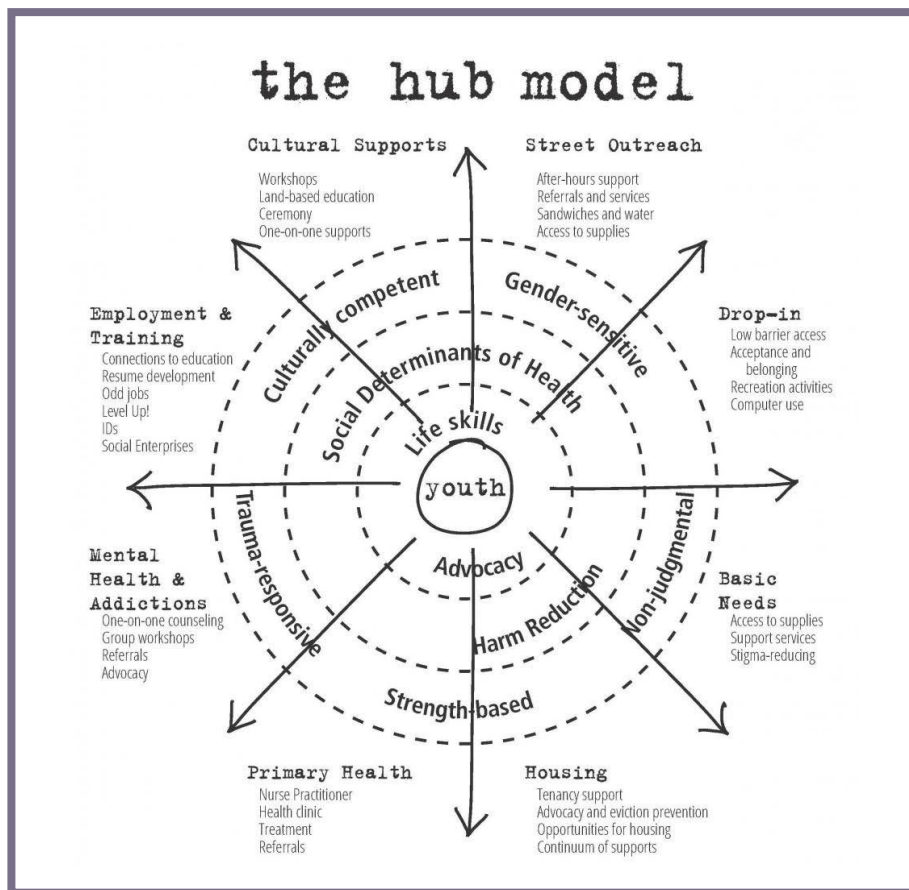 the hub model
Cultural Supports
Workshops
Land-based education
Ceremony
One-on-one supports
Street Outreach
After-hours support
Referrals and services
Sandwiches and water
Access to supplies
Employment &
Training
Connections to education
Resume development
Odd jobs
Level Up!
IDs
Social Enterprises
Drop-in
Low barrier access
Acceptance and
belonging
Recreation activities
Computer use
Culturally competent
Gender-sensitive
Social Determinants of Health
Life skills
youth
Advocacy
Harm Reduction
Trauma-responsive
Non-judgmental
Strength-based
Mental
Health &
Addictions
One-on-one counseling
Group workshops
Referrals
Advocacy
Basic
Needs
Access to supplies
Support services
Stigma-reducing
Primary Health
Nurse Practitioner
Health clinic
Treatment
Referrals
Housing
Tenancy support
Advocacy and eviction prevention
Opportunities for housing
Continuum of supports